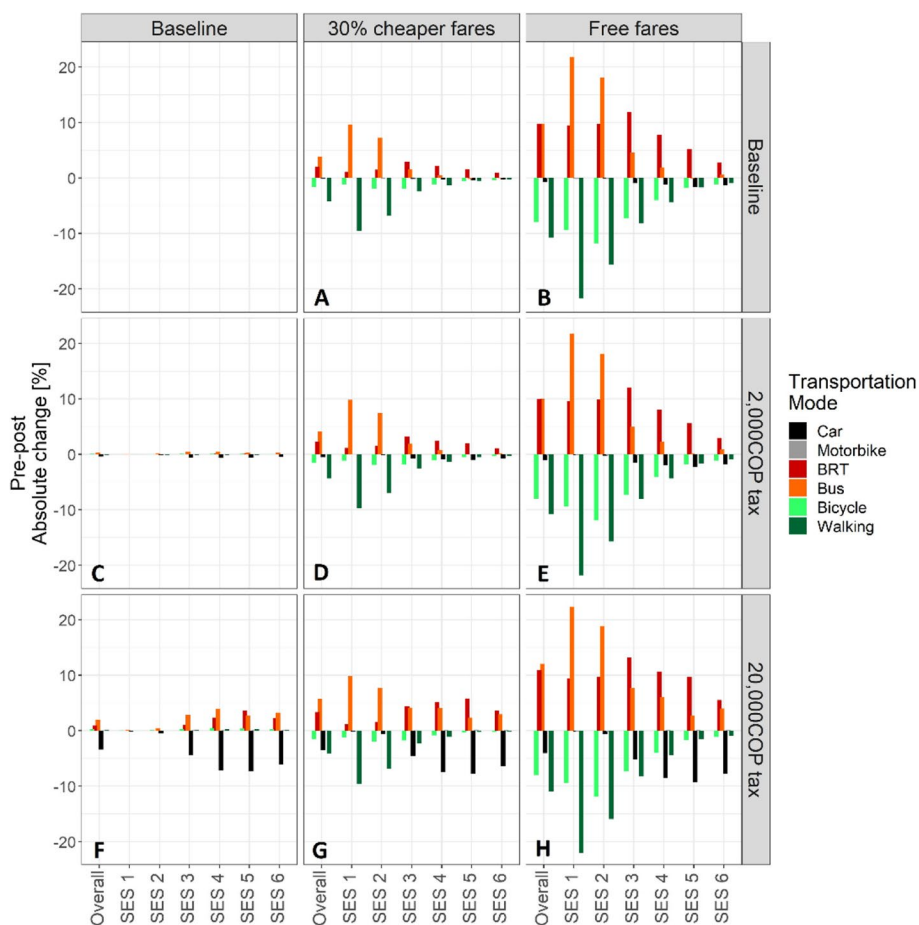 Baseline
30% cheaper fares
Free fares
20
10
0
-10
-20
A
B
Baseline
20
10
0
-10
-20
C
D
E
2,000COP tax
20
10
0
-10
-20
F
G
H
20,000COP tax
Pre-post
Absolute change [%]
Overall
SES 1
SES 2
SES 3
SES 4
SES 5
SES 6
Overall
SES 1
SES 2
SES 3
SES 4
SES 5
SES 6
Overall
SES 1
SES 2
SES 3
SES 4
SES 5
SES 6
Transportation
Mode
Car
Motorbike
BRT
Bus
Bicycle
Walking